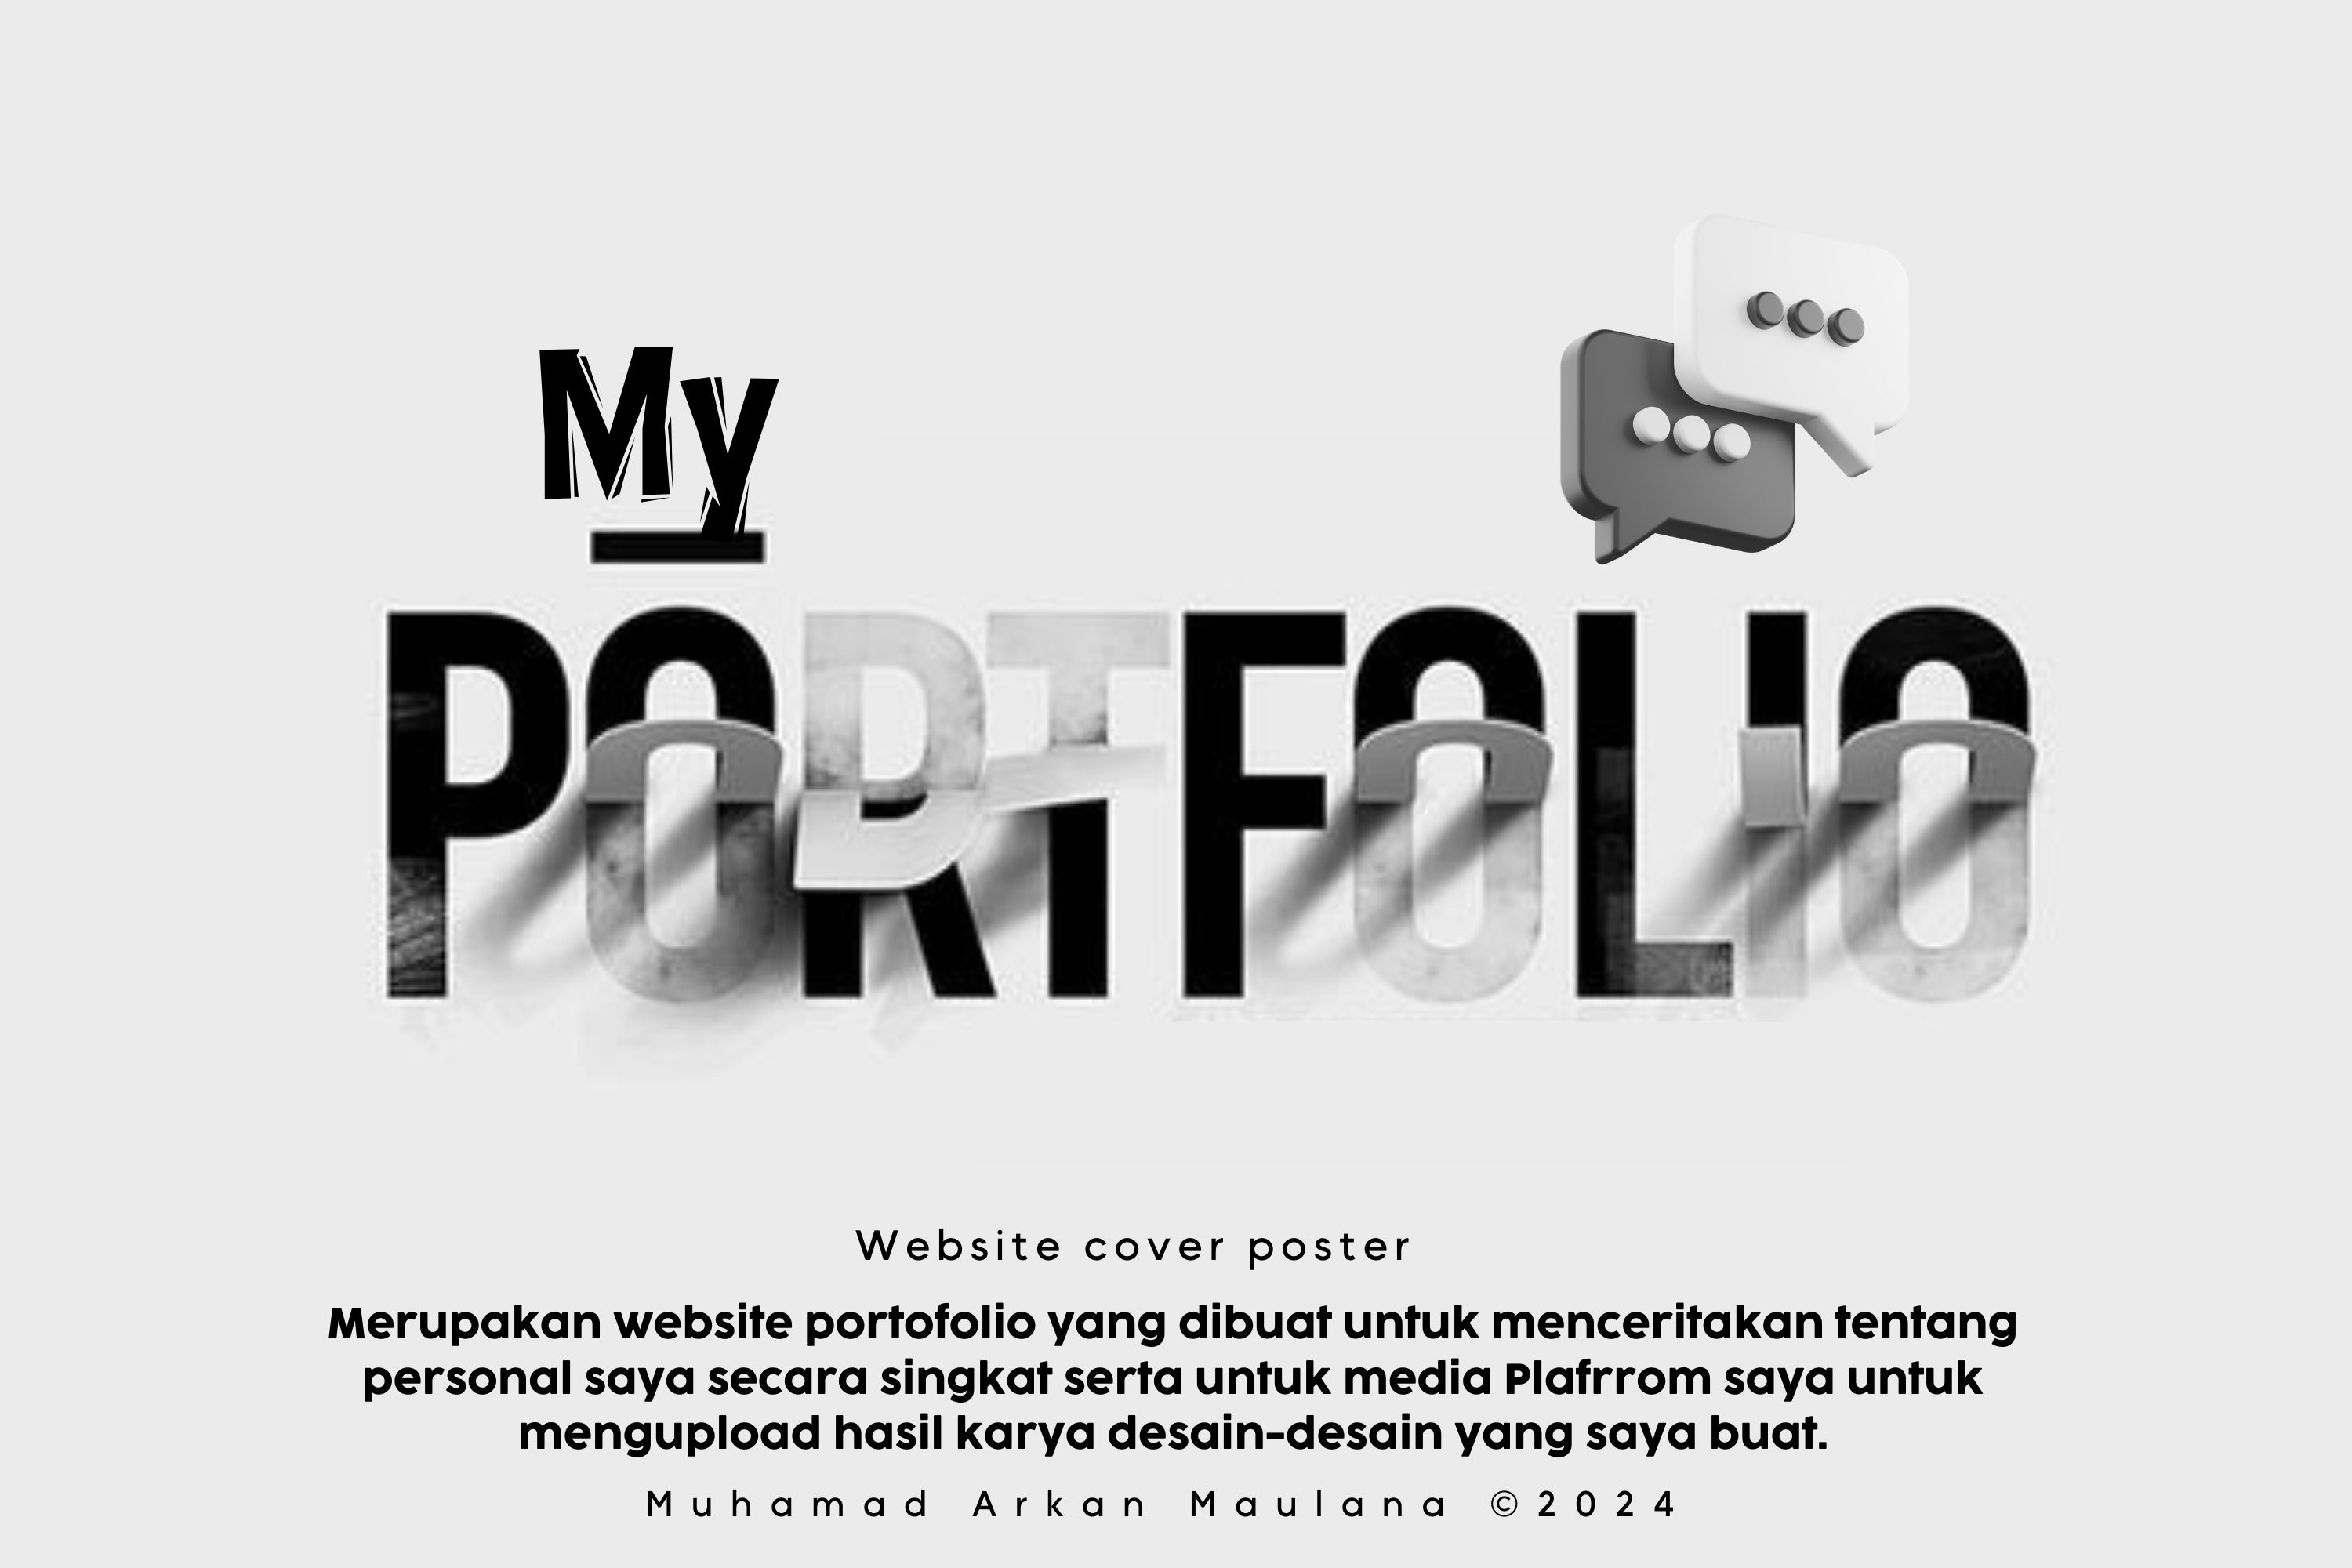 My
PORTFOLIO
Website cover poster
Merupakan website portofolio yang dibuat untuk menceritakan tentang
personal saya secara singkat serta untuk media Plafrrom saya untuk
mengupload hasil karya desain-desain yang saya buat.
Muhamad Arkan Maulana ©2024